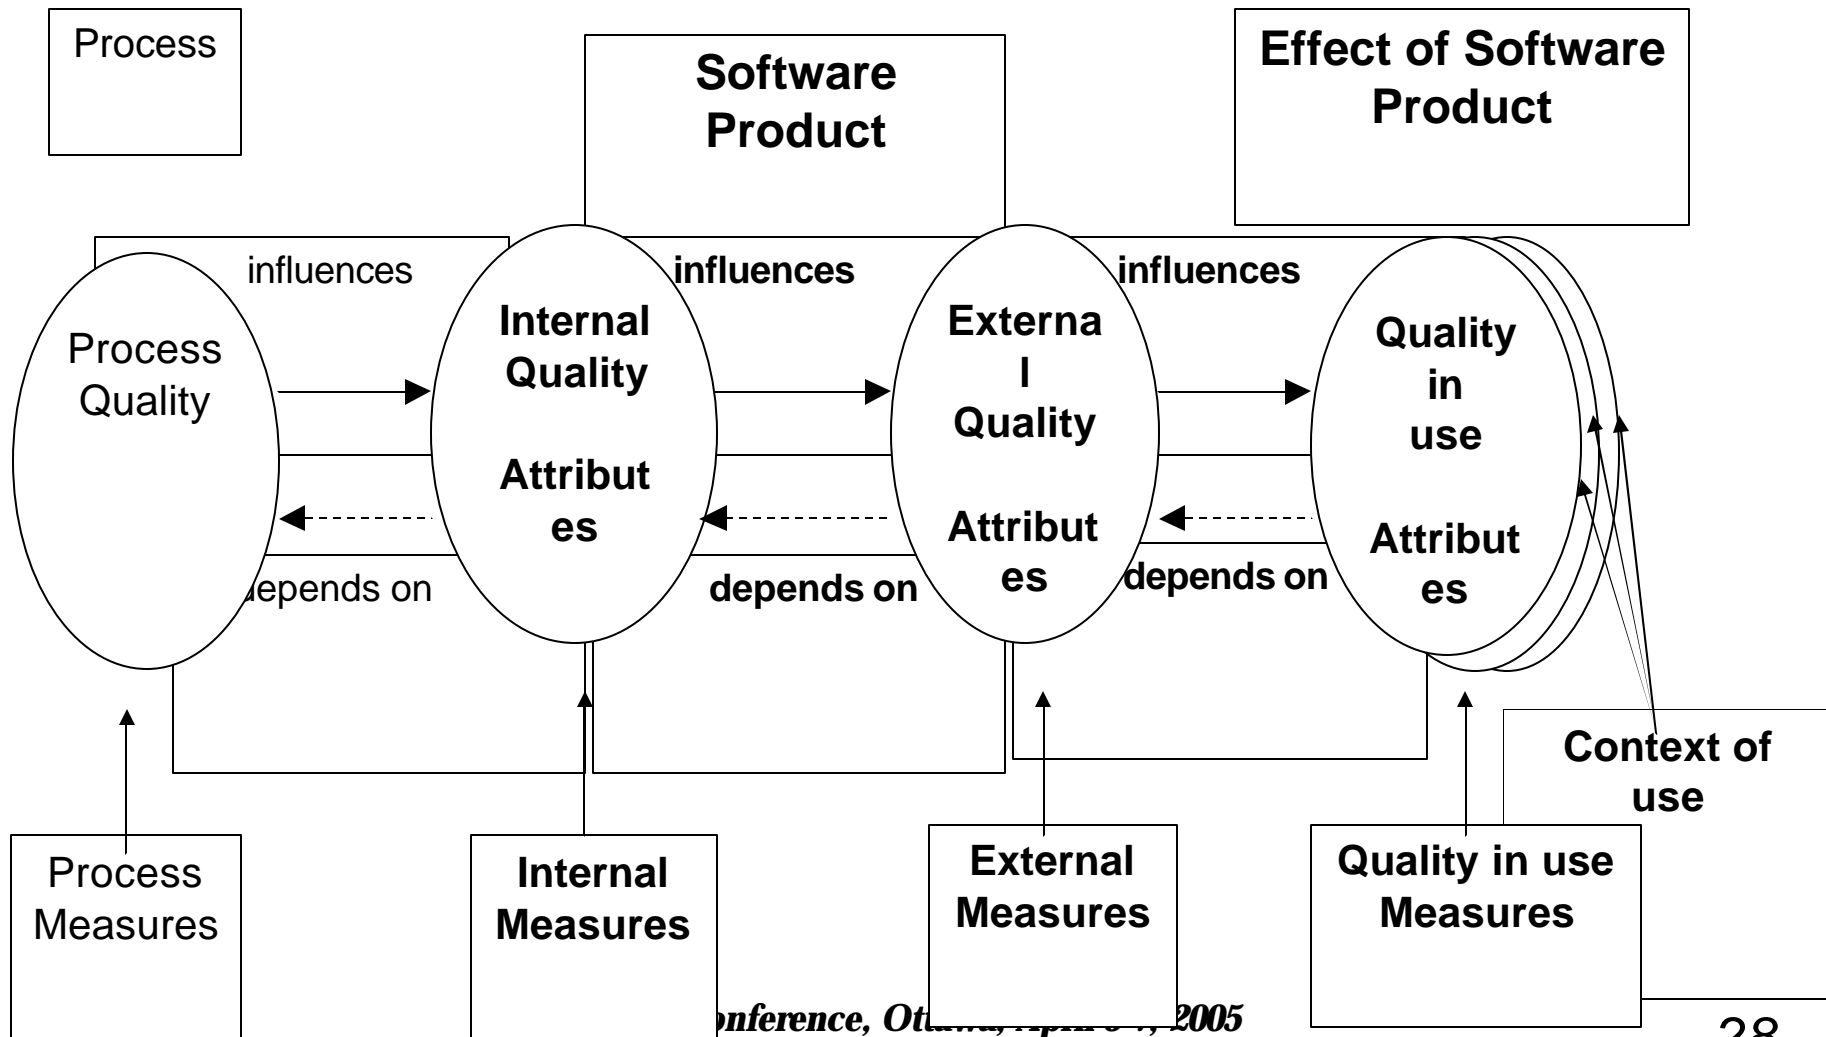 Process
Software
Product
Effect of Software
Product
influences
influences
influences
Process
Quality
Internal
Quality
Attribut
es
Externa
l
Quality
Attribut
es
Quality
in
use
Attribut
es
depends on
depends on
depends on
Context of
use
Process
Measures
Internal
Measures
External
Measures
Quality in use
Measures
onference, 2005
28